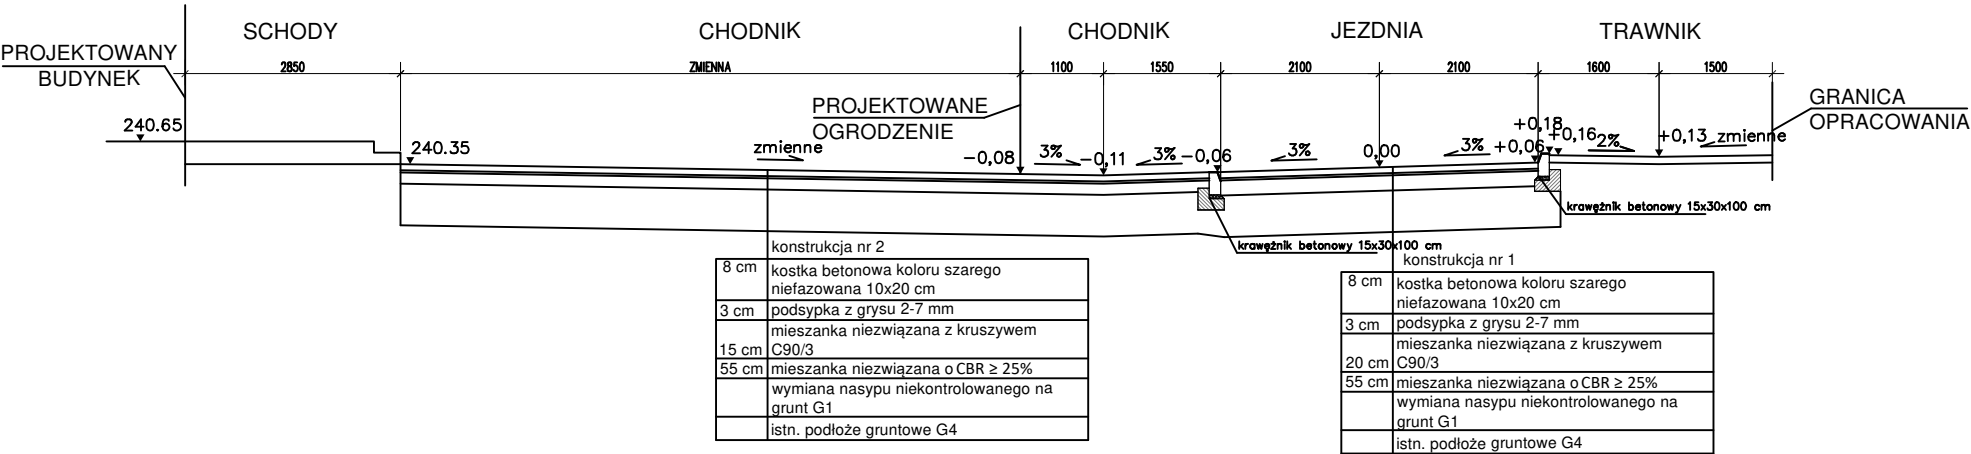 SCHODY
CHODNIK
CHODNIK
JEZDNIA
TRAWNIK
PROJEKTOWANY
BUDYNEK
2850
ZMIENNA
1100
1550
2100
2100
1600
1500
PROJEKTOWANE
OGRODZENIE
GRANICA
OPRACOWANIA
240.65
240.35
zmienne
-0,08
3%
-0,11
3%
-0,06
3%
0,00
3%
+0,18
+0,06
+0,16
2%
+0,13
zmienne
krawężnik betonowy 15x30x100 cm
krawężnik betonowy 15x30x100 cm
konstrukcja nr 2
8 cm kostka betonowa koloru szarego
niefazowana 10x20 cm
3 cm podsypka z grysu 2-7 mm
mieszanka niezwiązana z kruszywem
15 cm C90/3
55 cm mieszanka niezwiązana o CBR ≥ 25%
wymiana nasypu niekontrolowanego na
grunt G1
istn. podłoże gruntowe G4
konstrukcja nr 1
8 cm kostka betonowa koloru szarego
niefazowana 10x20 cm
3 cm podsypka z grysu 2-7 mm
mieszanka niezwiązana z kruszywem
20 cm C90/3
55 cm mieszanka niezwiązana o CBR ≥ 25%
wymiana nasypu niekontrolowanego na
grunt G1
istn. podłoże gruntowe G4